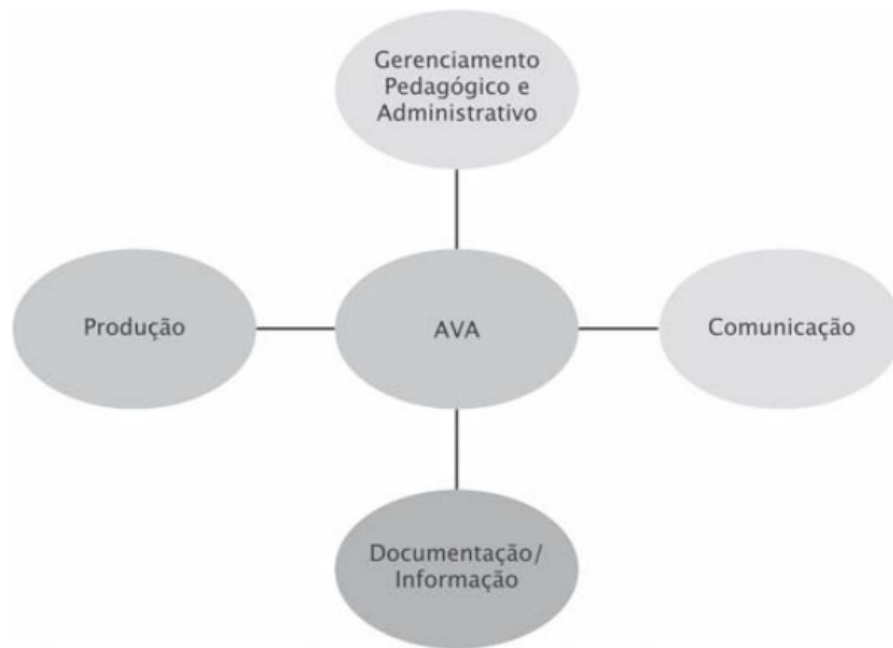 Gerenciamento
Pedagógico e
Administrativo
Produção
AVA
Comunicação
Documentação/
Informação